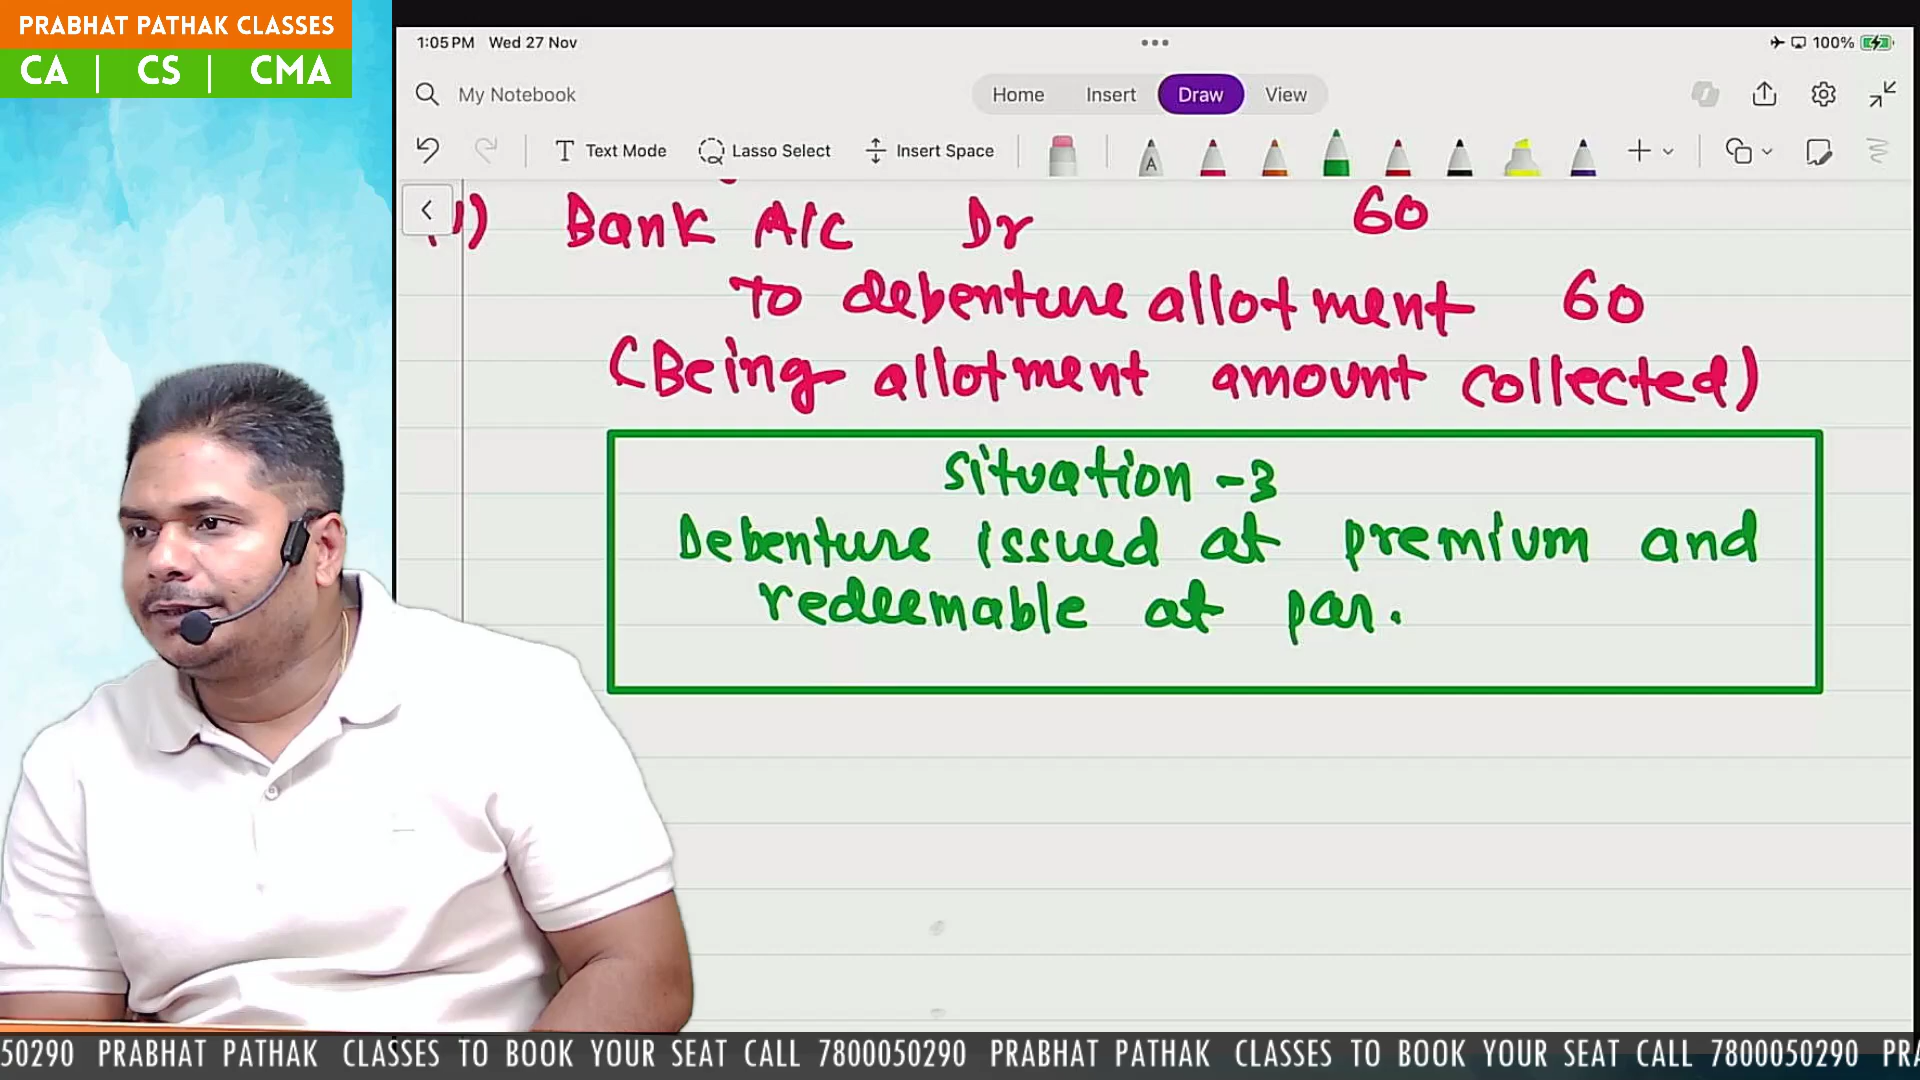 PRABHAT PATHAK CLASSES
CA | CS | CMA
1:05 PM Wed 27 Nov
100%
My Notebook
Home Insert Draw View
Text Mode Lasso Select Insert Space
A
Bank A/c Dr 60
To debenture allotment 60
(Being allotment amount collected)
Situation -3
Debenture issued at premium and
redeemable at par.
50290 PRABHAT PATHAK CLASSES TO BOOK YOUR SEAT CALL 7800050290 PRABHAT PATHAK CLASSES TO BOOK YOUR SEAT CALL 7800050290 PRA